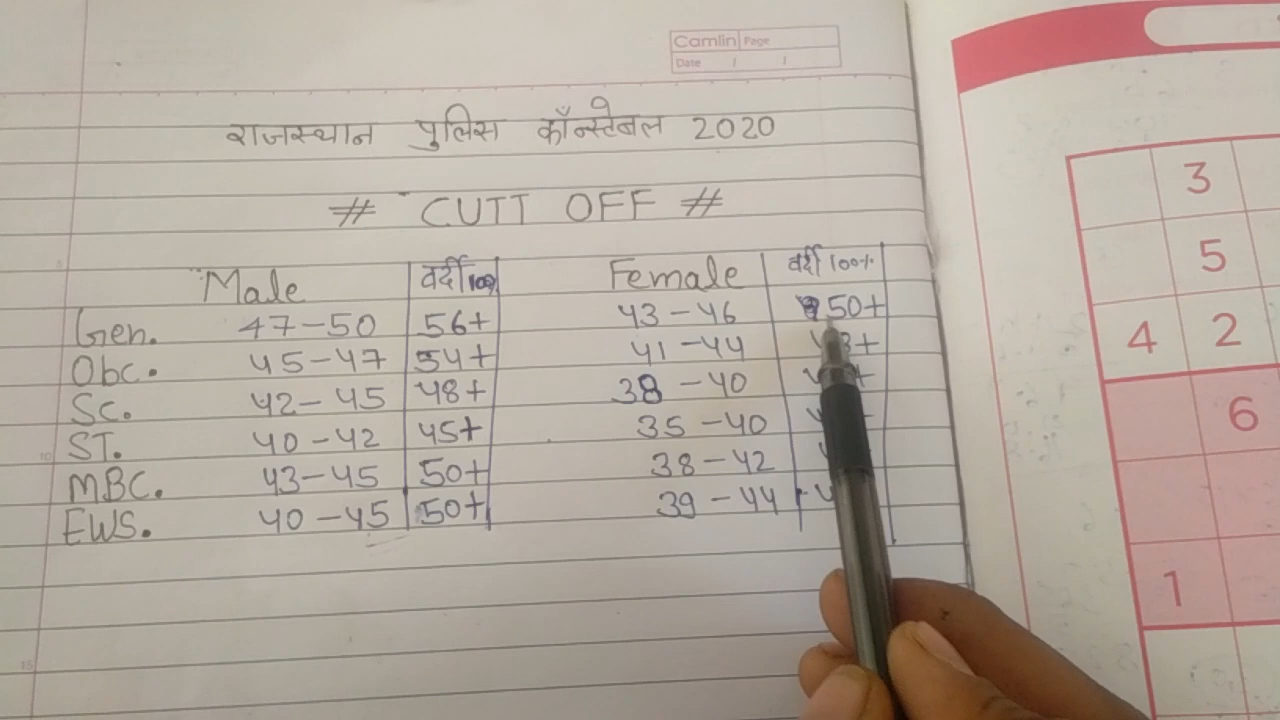 Camlin Page
Date / /
राजस्थान पुलिस कॉन्स्टेबल 2020
# CUTT OFF #
Male वर्दी 100% Female वर्दी 100%
Gen. 47-50 56+ 43-46 50+
Obc. 45-47 54+ 41-44
Sc. 42-45 48+ 38-40
ST. 40-42 45+ 35-40
MBC. 43-45 50+ 38-42
EWS. 40-45 50+ 39-44
5
10
15
3
5
4 2
6
1